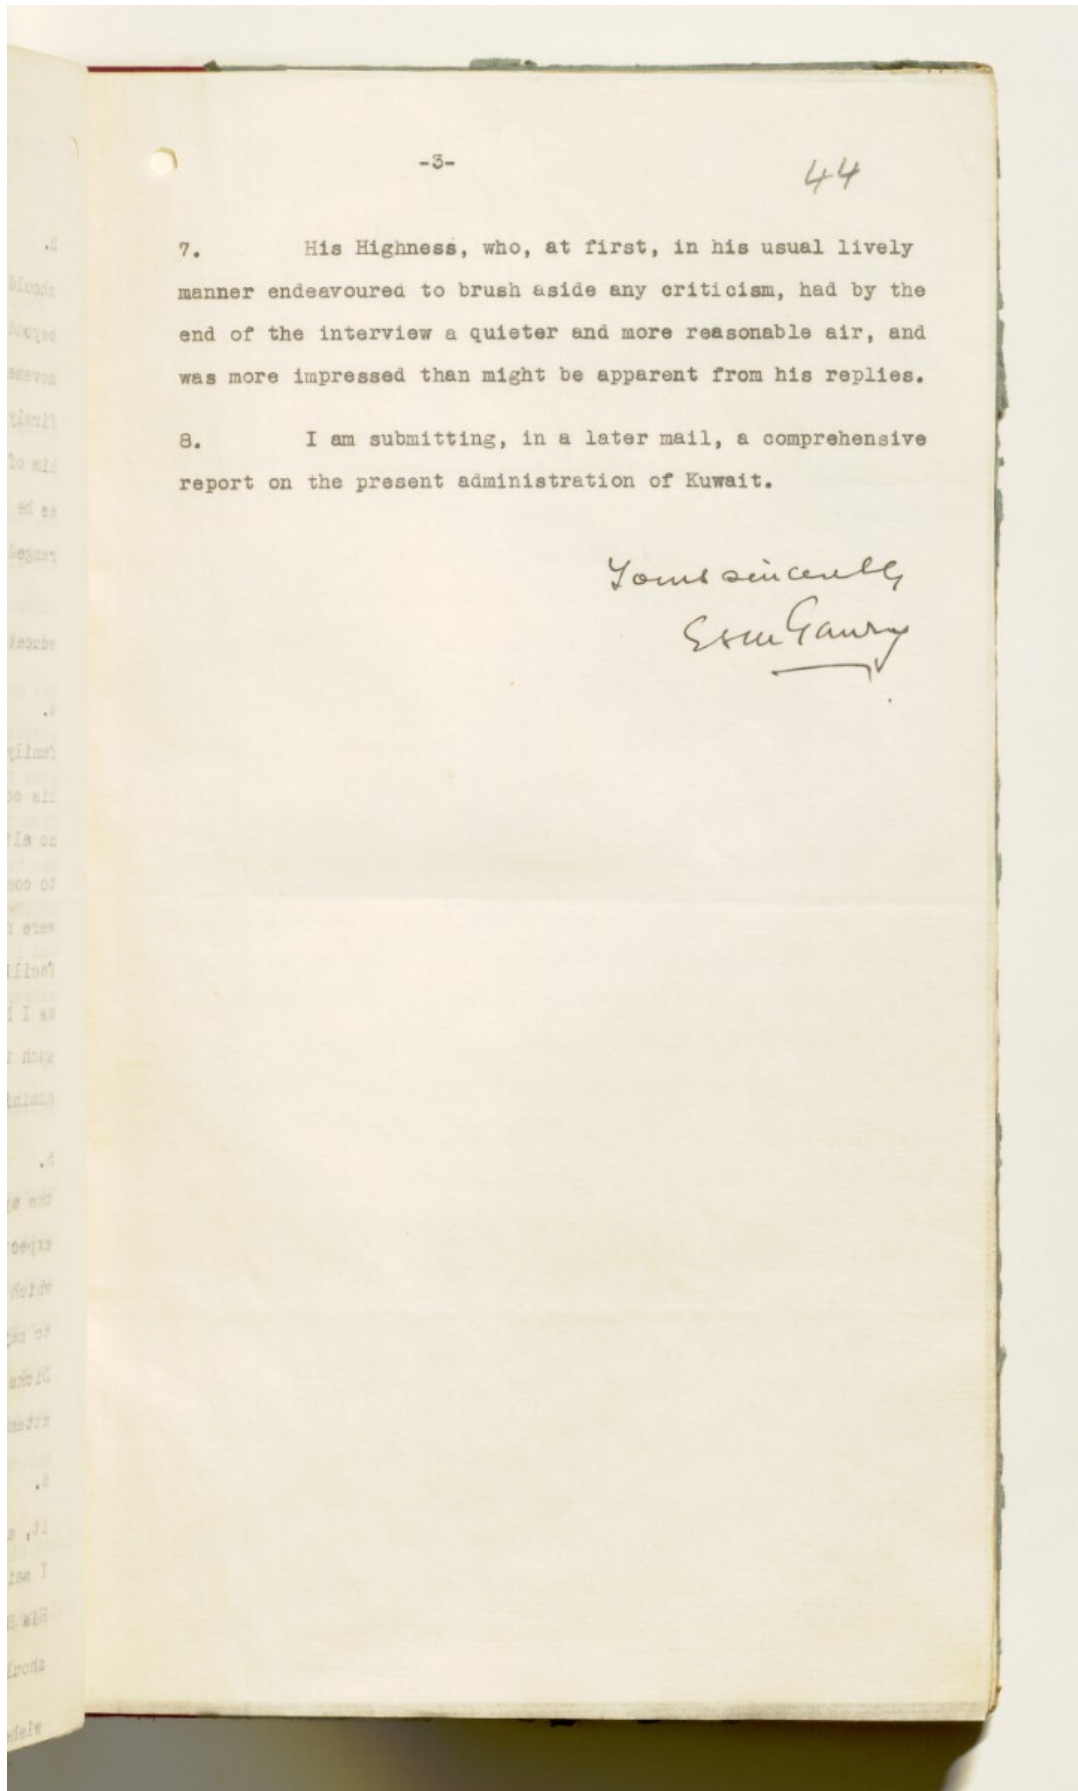 -3-
44
7. His Highness, who, at first, in his usual lively
manner endeavoured to brush aside any criticism, had by the
end of the interview a quieter and more reasonable air, and
was more impressed than might be apparent from his replies.
8. I am submitting, in a later mail, a comprehensive
report on the present administration of Kuwait.
Yours sincerely
Gaury